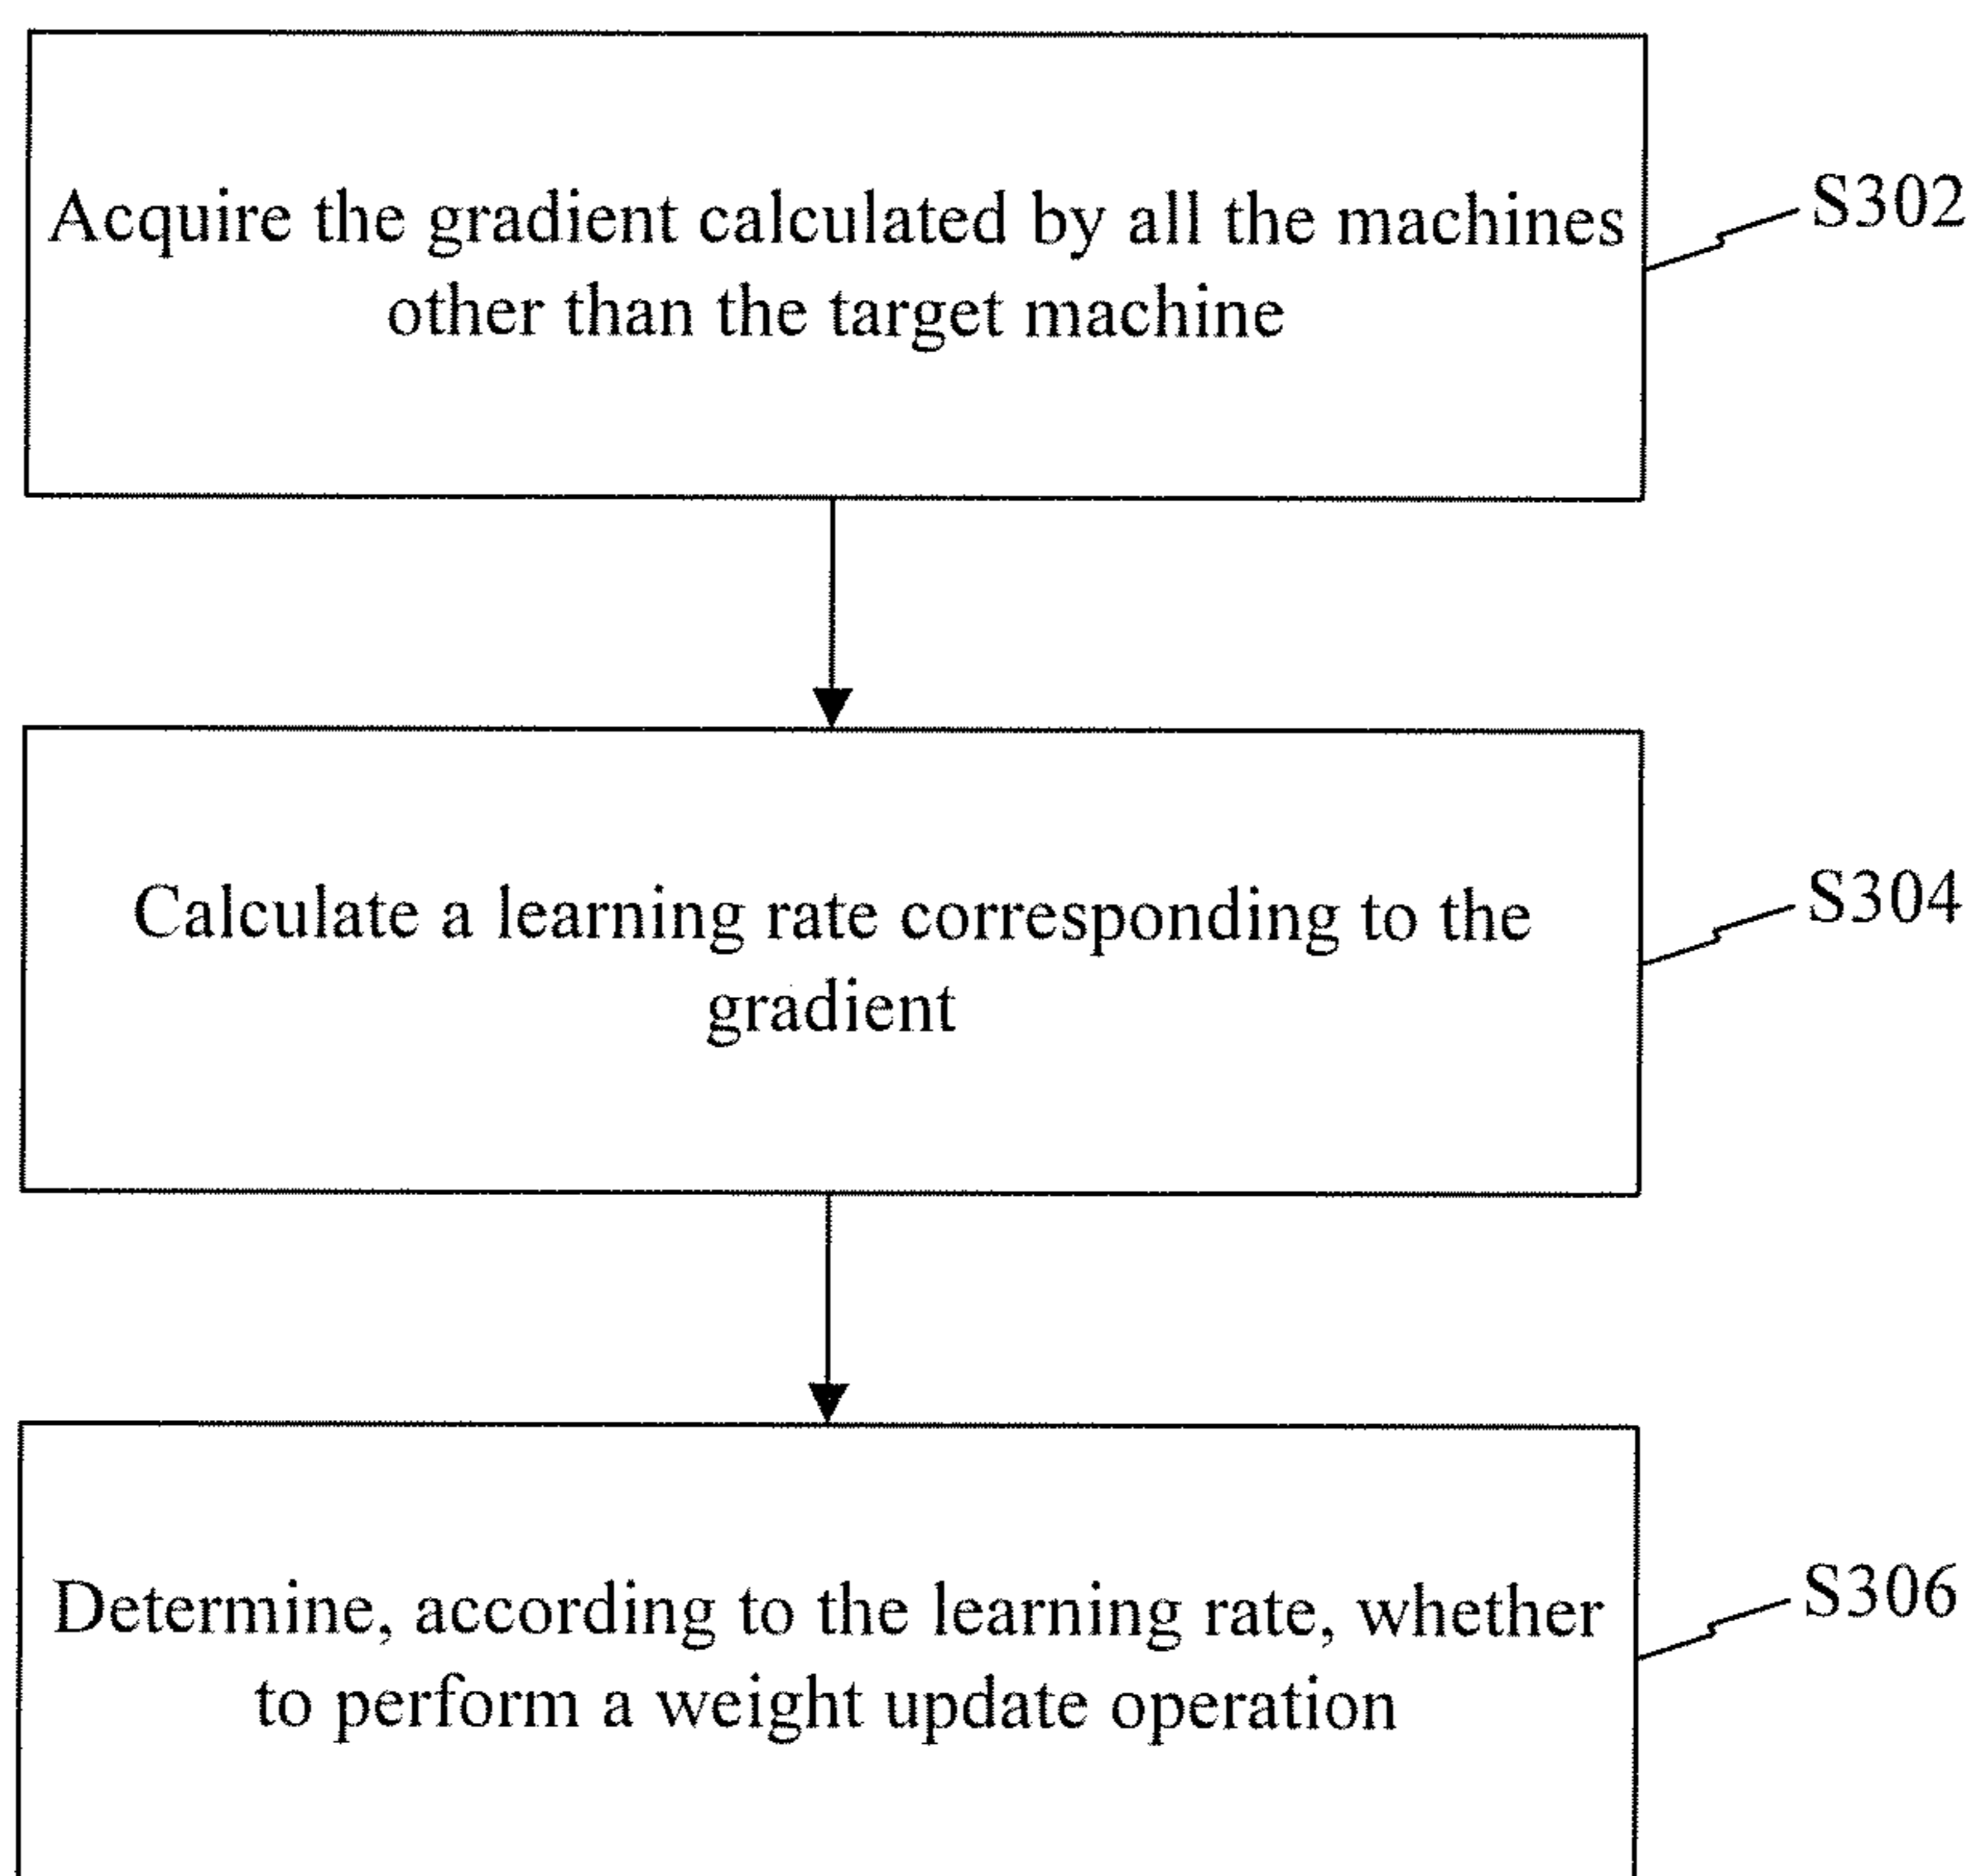 Acquire the gradient calculated by all the machines
other than the target machine
S302
Calculate a learning rate corresponding to the
gradient
S304
Determine, according to the learning rate, whether
to perform a weight update operation
S306